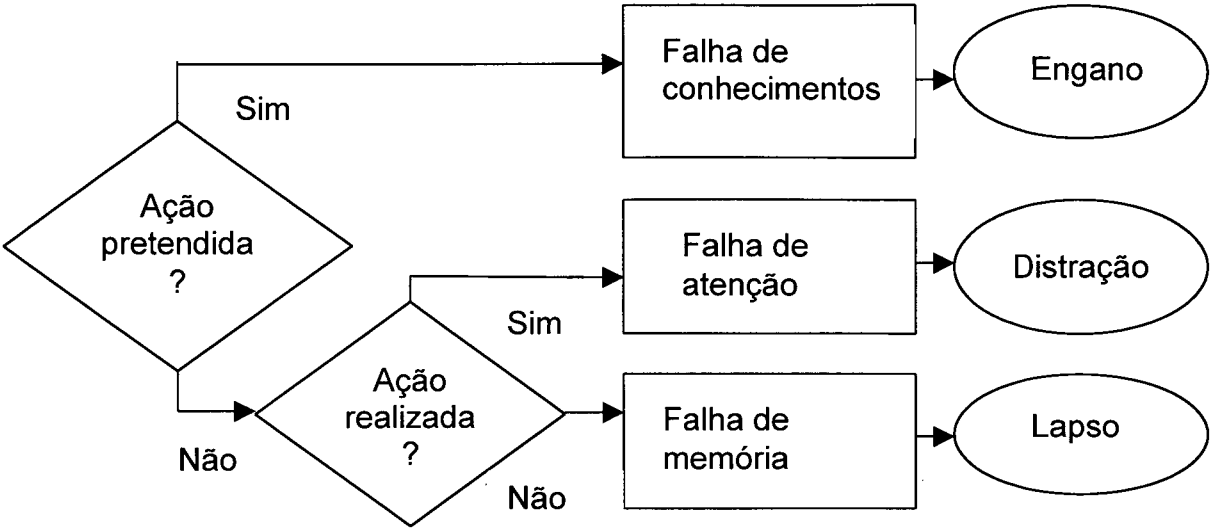 Falha de
conhecimentos
Engano
Sim
Ação
pretendida
?
Falha de
atenção
Distração
Sim
Ação
realizada
?
Falha de
memória
Lapso
Não
Não